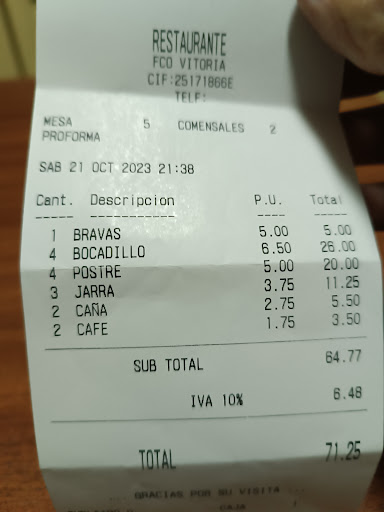 RESTAURANTE
FCO VITORIA
CIF:25171866E
TELF:
MESA 5 COMENSALES 2
PROFORMA
SAB 21 OCT 2023 21:38
Cant. Descripcion P.U. Total
1 BRAVAS 5.00 5.00
4 BOCADILLO 6.50 26.00
4 POSTRE 5.00 20.00
3 JARRA 3.75 11.25
2 CAÑA 2.75 5.50
2 CAFE 1.75 3.50
SUB TOTAL 64.77
IVA 10% 6.48
TOTAL 71.25
... GRACIAS POR SU VISITA ...
CAJA